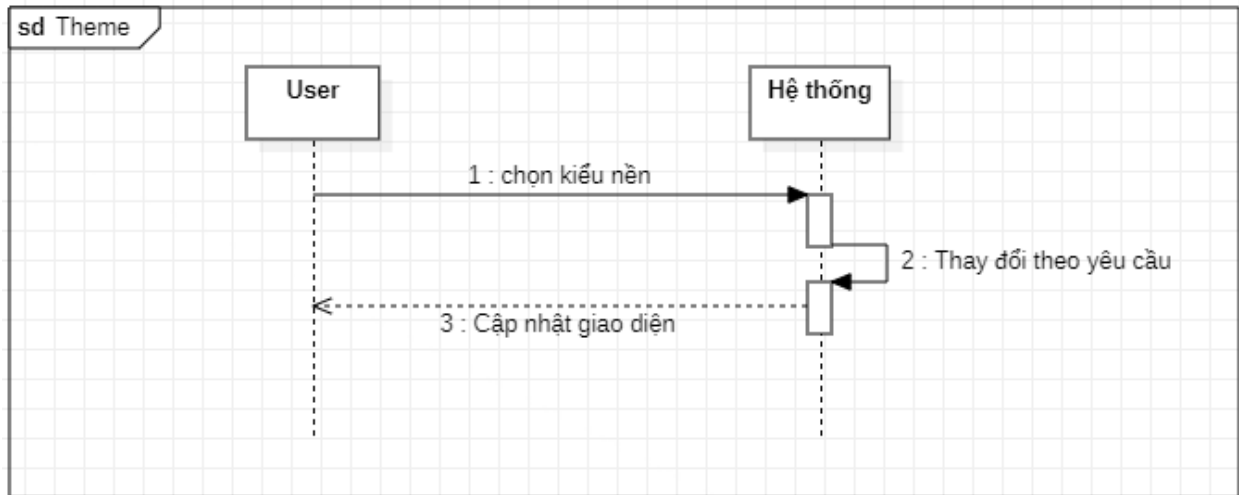 sd Theme
User
Hệ thống
1 : chọn kiểu nền
2 : Thay đổi theo yêu cầu
3 : Cập nhật giao diện